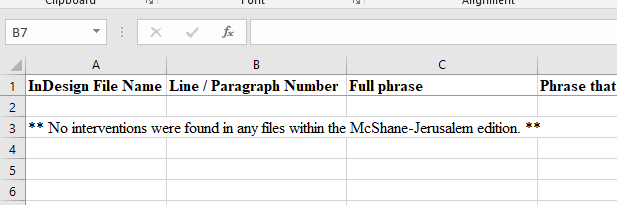 Clipboard Font Alignment
B7 fx
A B C
1 InDesign File Name Line / Paragraph Number Full phrase Phrase that
2
3 ** No interventions were found in any files within the McShane-Jerusalem edition. **
4
5
6